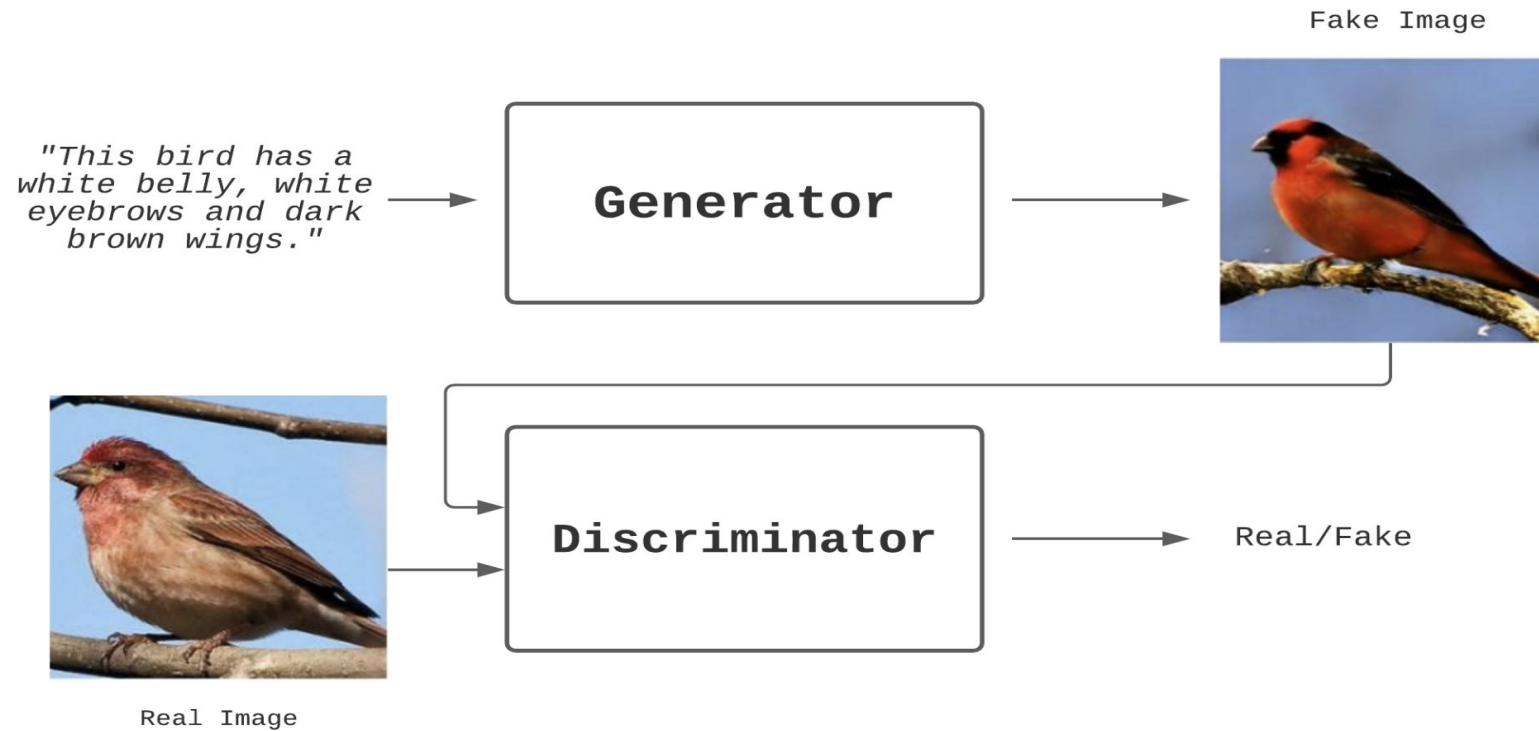 Fake Image
"This bird has a
white belly, white
eyebrows and dark
brown wings."
Generator
Discriminator
Real/Fake
Real Image